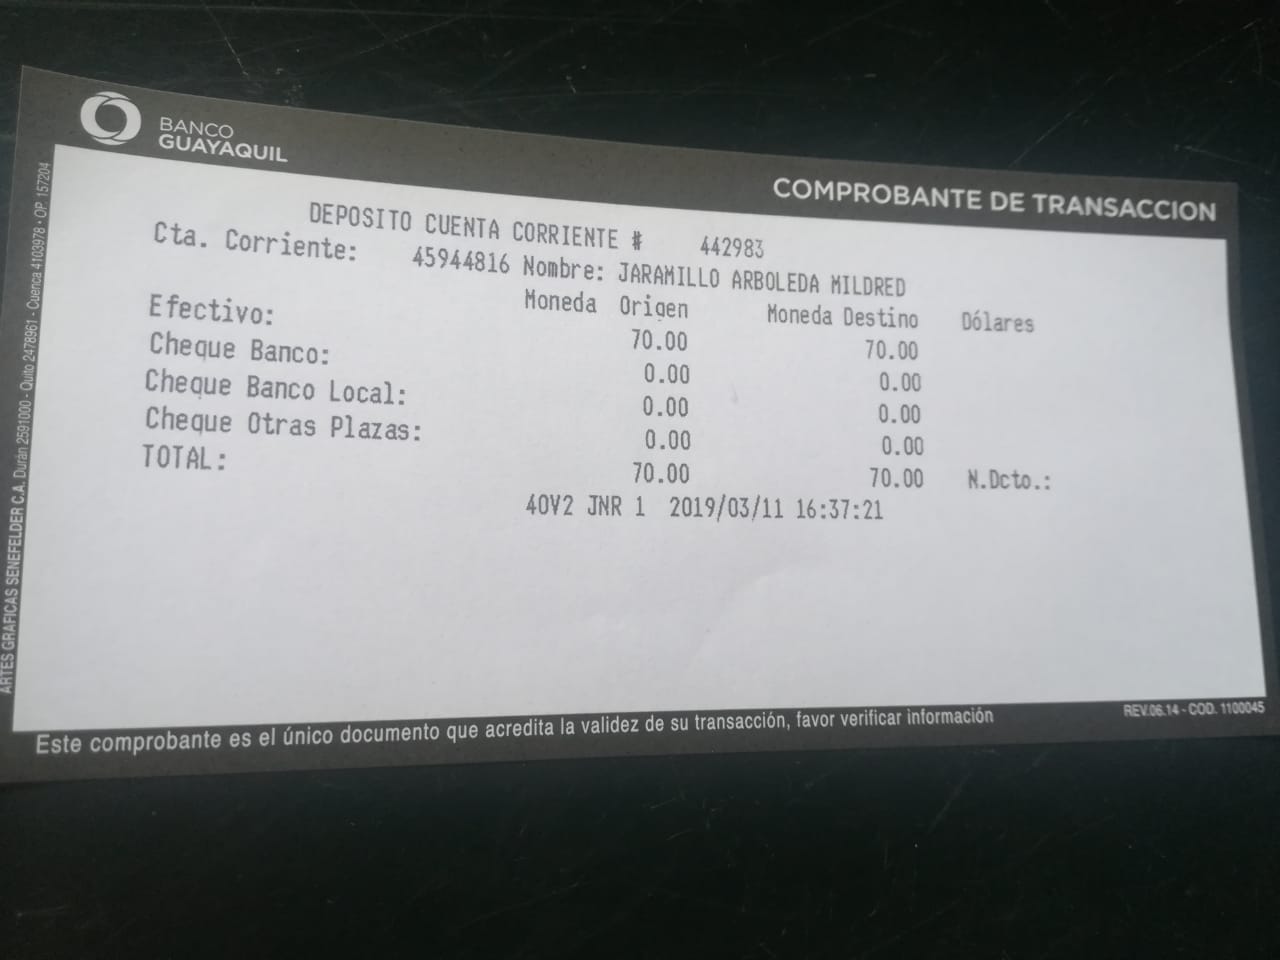 BANCO
GUAYAQUIL
COMPROBANTE DE TRANSACCION
DEPOSITO CUENTA CORRIENTE # 442983
Cta. Corriente: 45944816 Nombre: JARAMILLO ARBOLEDA MILDRED
Moneda Origen Moneda Destino Dólares
Efectivo: 70.00 70.00
Cheque Banco: 0.00 0.00
Cheque Banco Local: 0.00 0.00
Cheque Otras Plazas: 0.00 0.00
TOTAL: 70.00 70.00 N.Dcto.:
40V2 JNR 1 2019/03/11 16:37:21
Este comprobante es el único documento que acredita la validez de su transacción, favor verificar información
REV.06.14 - COD. 1100045
ARTES GRAFICAS SENEFELDER C.A. Durán 2591000 - Quito 2478961 - Cuenca 4103978 - OP. 157204